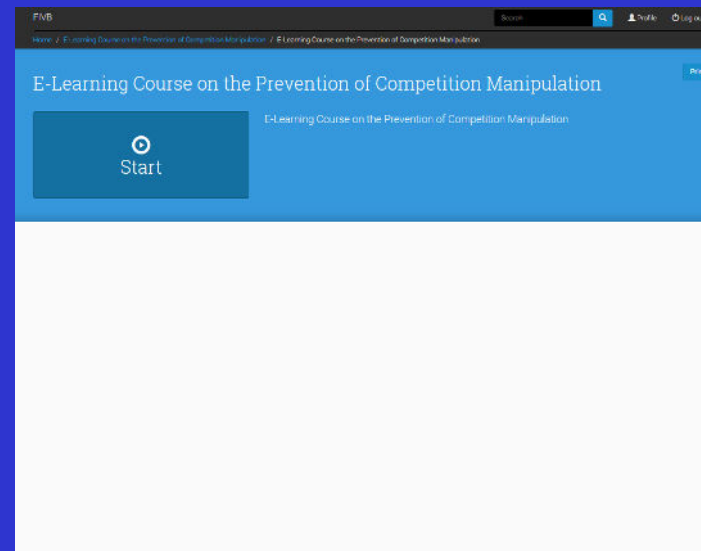 FIVB
Search
Profile
Log ou
Home / E-Learning Course on the Prevention of Competition Manipulation / E-Learning Course on the Prevention of Competition Manipulation
E-Learning Course on the Prevention of Competition Manipulation
Pri
E-Learning Course on the Prevention of Competition Manipulation
Start